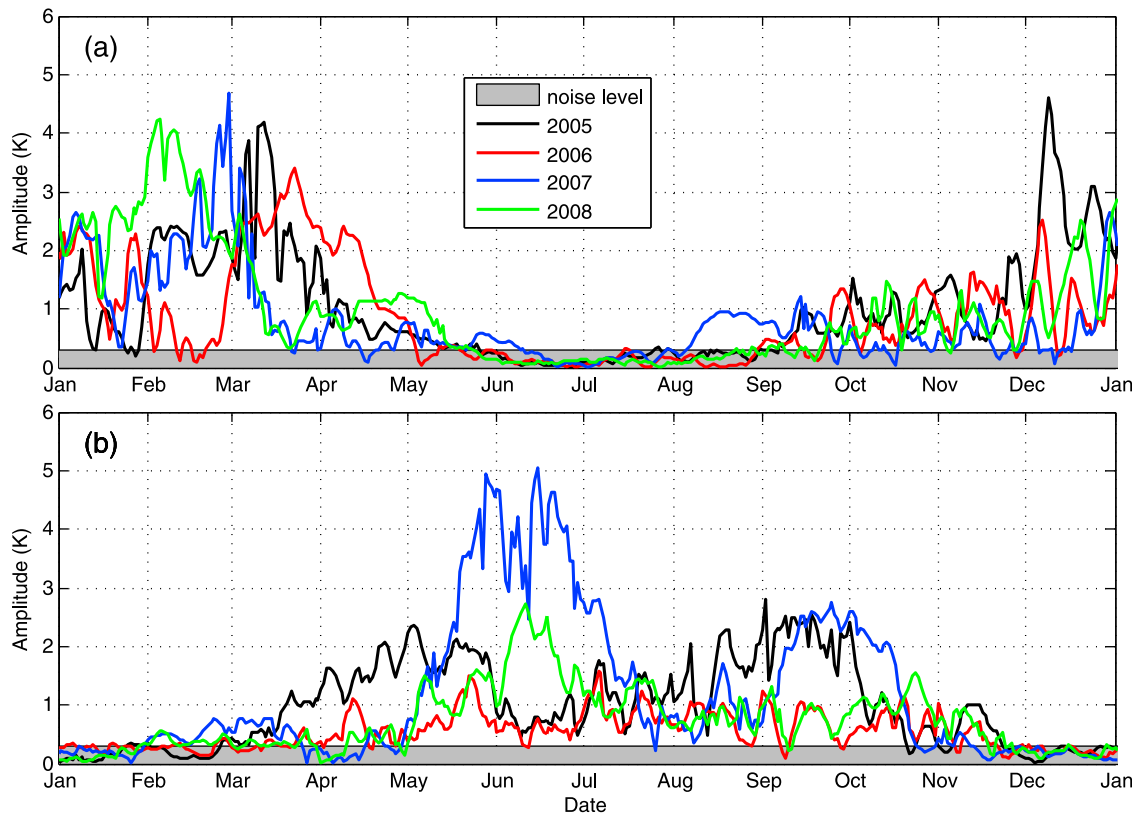 6
5
4
3
2
1
0
Amplitude (K)
(a)
noise level
2005
2006
2007
2008
Jan Feb Mar Apr May Jun Jul Aug Sep Oct Nov Dec Jan
6
5
4
3
2
1
0
Amplitude (K)
(b)
Jan Feb Mar Apr May Jun Jul Aug Sep Oct Nov Dec Jan
Date